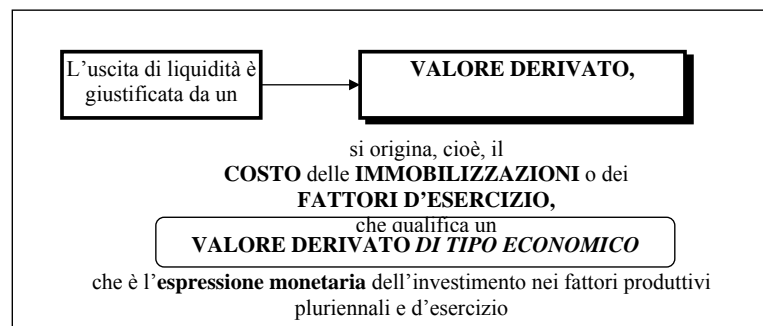 L'uscita di liquidità è
giustificata da un
VALORE DERIVATO,
si origina, cioè, il
COSTO delle IMMOBILIZZAZIONI o dei
FATTORI D'ESERCIZIO,
che qualifica un
VALORE DERIVATO DI TIPO ECONOMICO
che è l'espressione monetaria dell'investimento nei fattori produttivi
pluriennali e d'esercizio